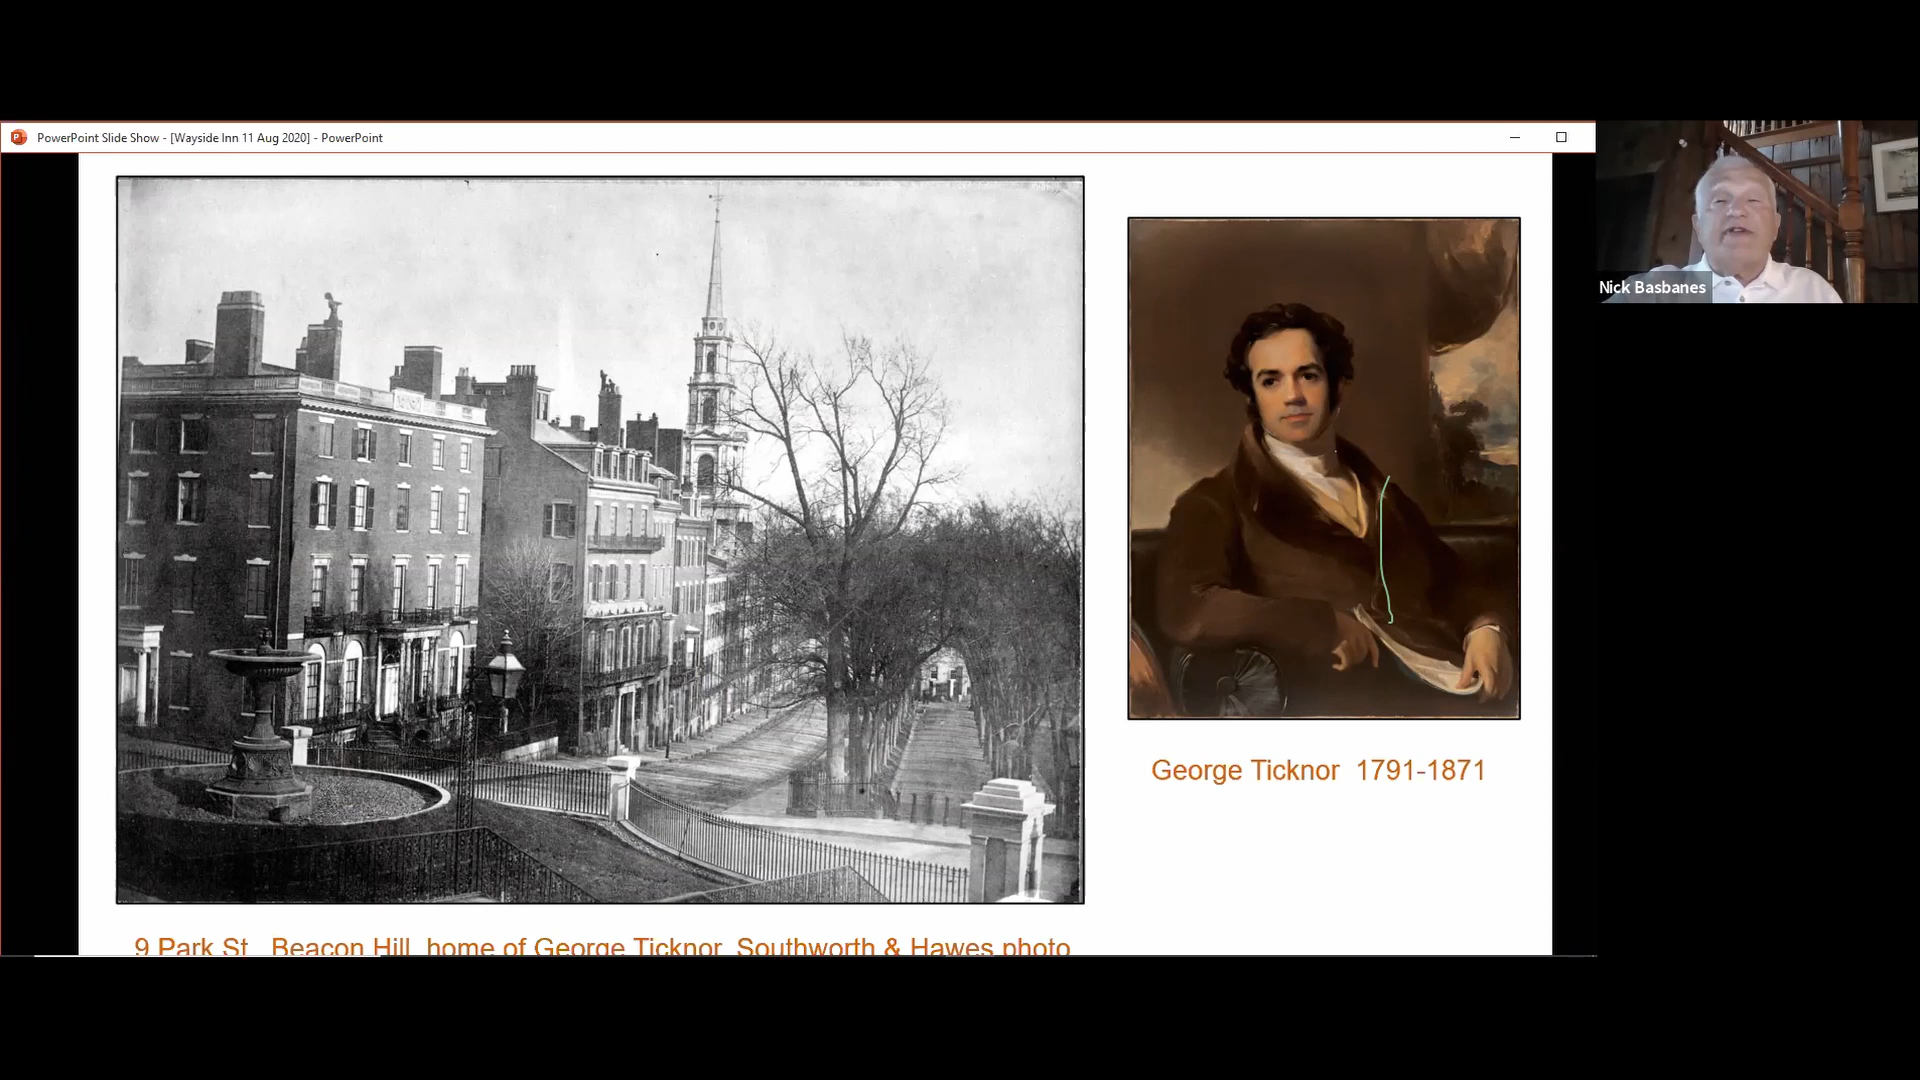 PowerPoint Slide Show - [Wayside Inn 11 Aug 2020] - PowerPoint
Nick Basbanes
George Ticknor 1791-1871
9 Park St. Beacon Hill, home of George Ticknor, Southworth & Hawes photo